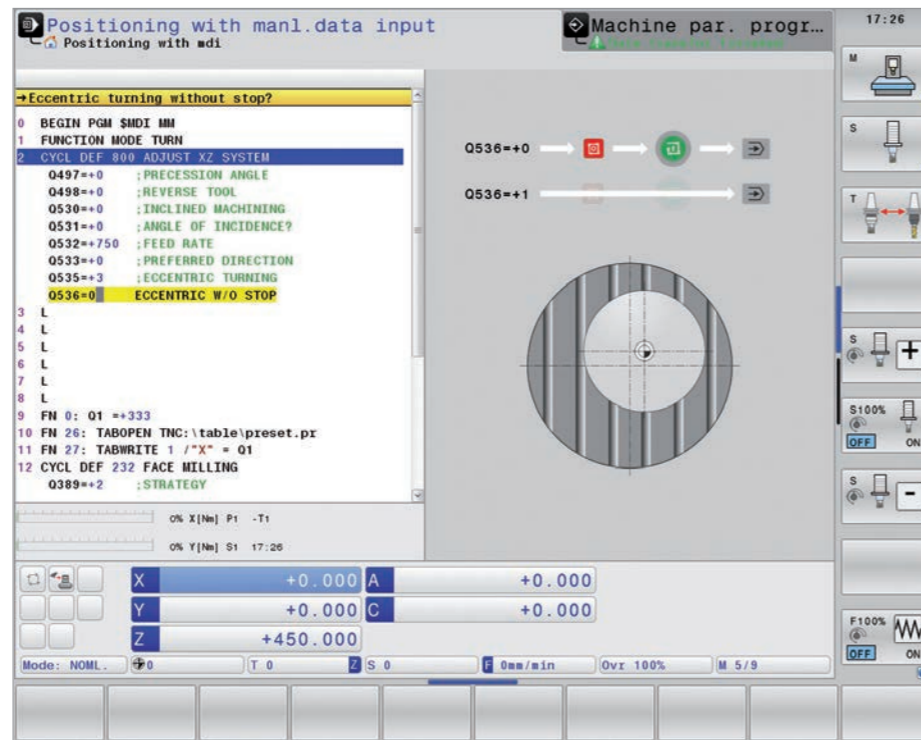 Positioning with manl.data input
Positioning with mdi
Machine par. progr…
17:26
→Eccentric turning without stop?
0 BEGIN PGM $MDI MM
1 FUNCTION MODE TURN
2 CYCL DEF 800 ADJUST XZ SYSTEM
Q497=+0 ;PRECESSION ANGLE
Q498=+0 ;REVERSE TOOL
Q530=+0 ;INCLINED MACHINING
Q531=+0 ;ANGLE OF INCIDENCE?
Q532=+750 ;FEED RATE
Q533=+0 ;PREFERRED DIRECTION
Q535=+3 ;ECCENTRIC TURNING
Q536=0 ECCENTRIC W/O STOP
3 L
4 L
5 L
6 L
7 L
8 L
9 FN 0: Q1 =+333
10 FN 26: TABOPEN TNC:\table\preset.pr
11 FN 27: TABWRITE 1 /"X" = Q1
12 CYCL DEF 232 FACE MILLING
Q389=+2 ;STRATEGY
Q536=+0
Q536=+1
0% X[Nm] P1 -T1
0% Y[Nm] S1 17:26
X +0.000 A +0.000
Y +0.000 C +0.000
Z +450.000
Mode: NOML. 0 T 0 Z S 0 F 0mm/min Ovr 100% M 5/9
M
S
T
S +
S100%
OFF ON
S -
F100%
OFF ON